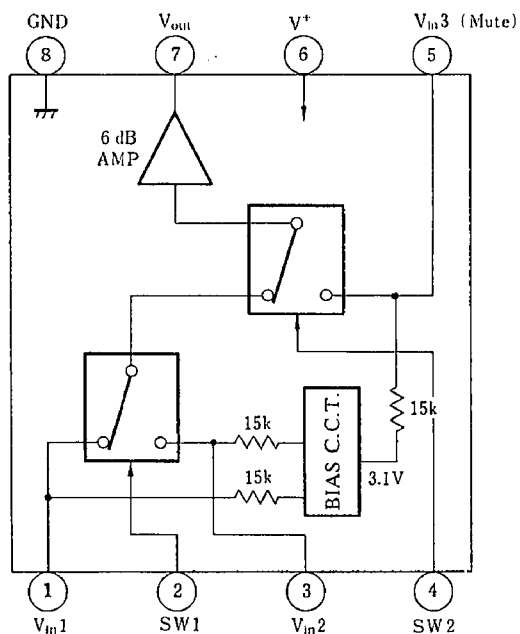 GND V_out V⁺ V_in3 (Mute)
8 7 6 5
6 dB
AMP
15k
15k
15k
BIAS C.C.T.
3.1V
1 2 3 4
V_in1 SW1 V_in2 SW2